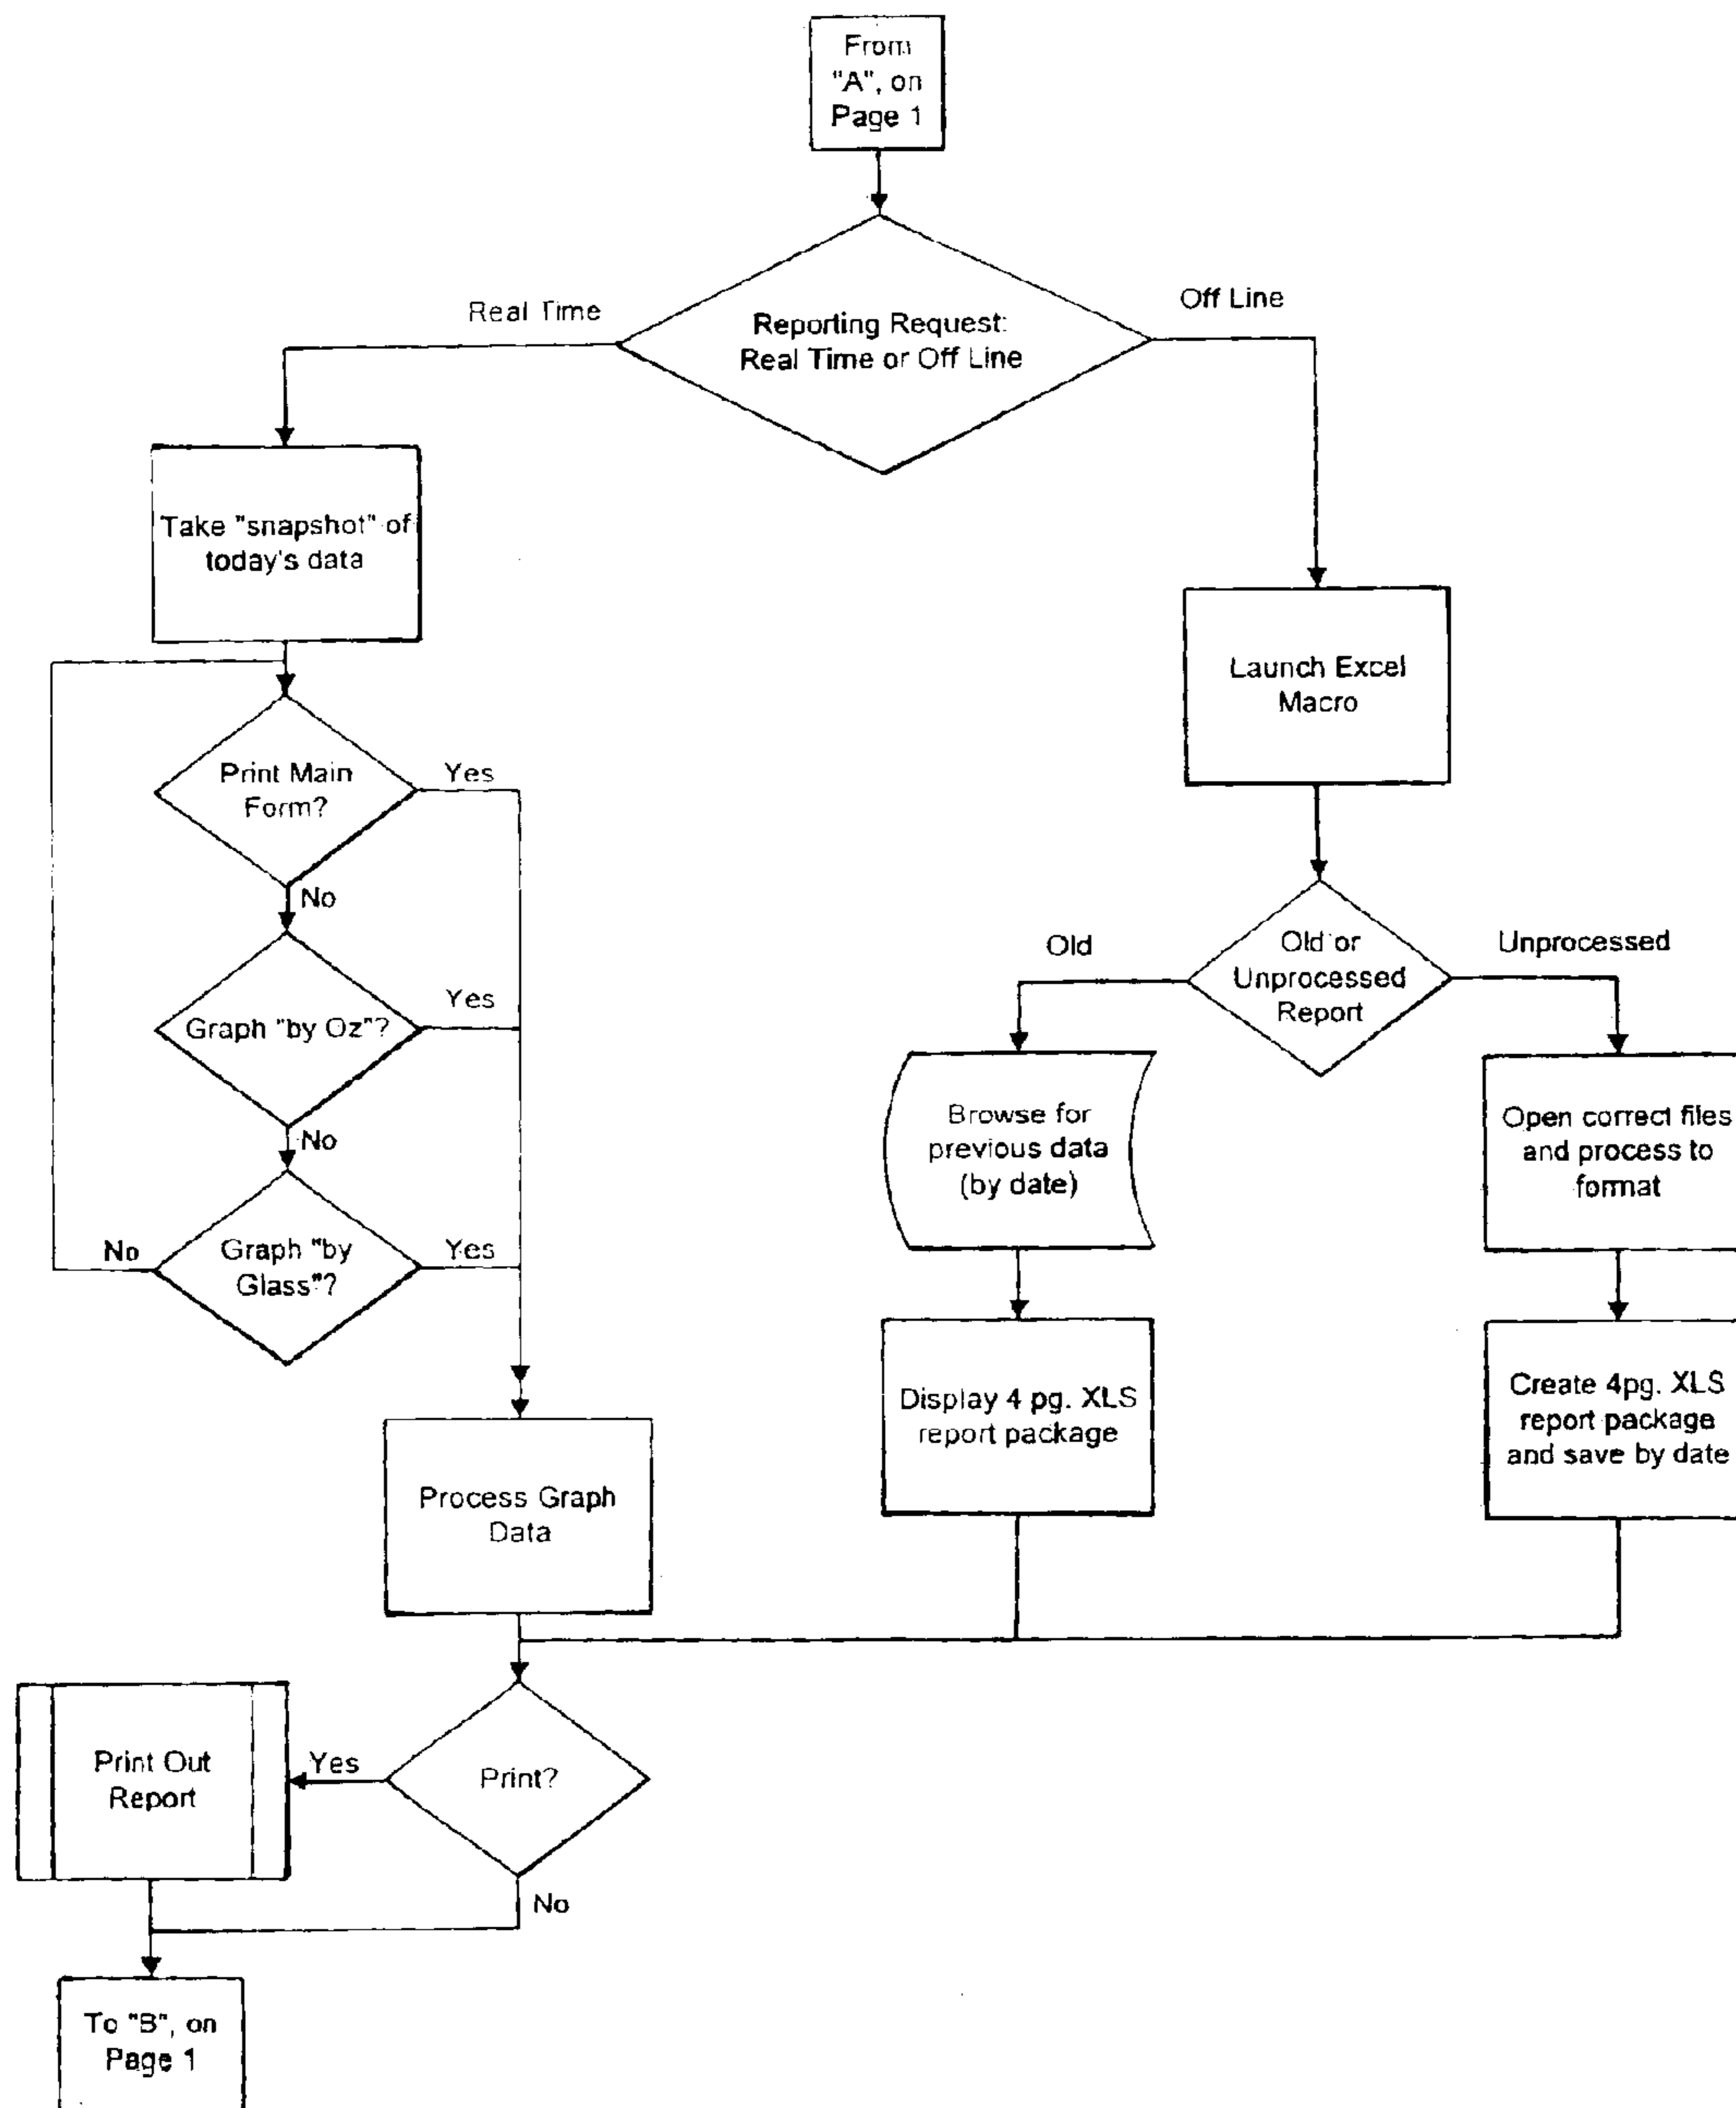 From
"A", on
Page 1
Real Time
Off Line
Reporting Request:
Real Time or Off Line
Take "snapshot" of
today's data
Launch Excel
Macro
Print Main
Form?
Yes
No
Old or
Unprocessed
Report
Old
Unprocessed
Graph "by Oz"?
Yes
No
Browse for
previous data
(by date)
Open correct files
and process to
format
Graph "by
Glass"?
No
Yes
Display 4 pg. XLS
report package
Create 4pg. XLS
report package
and save by date
Process Graph
Data
Print Out
Report
Yes
Print?
No
To "B", on
Page 1